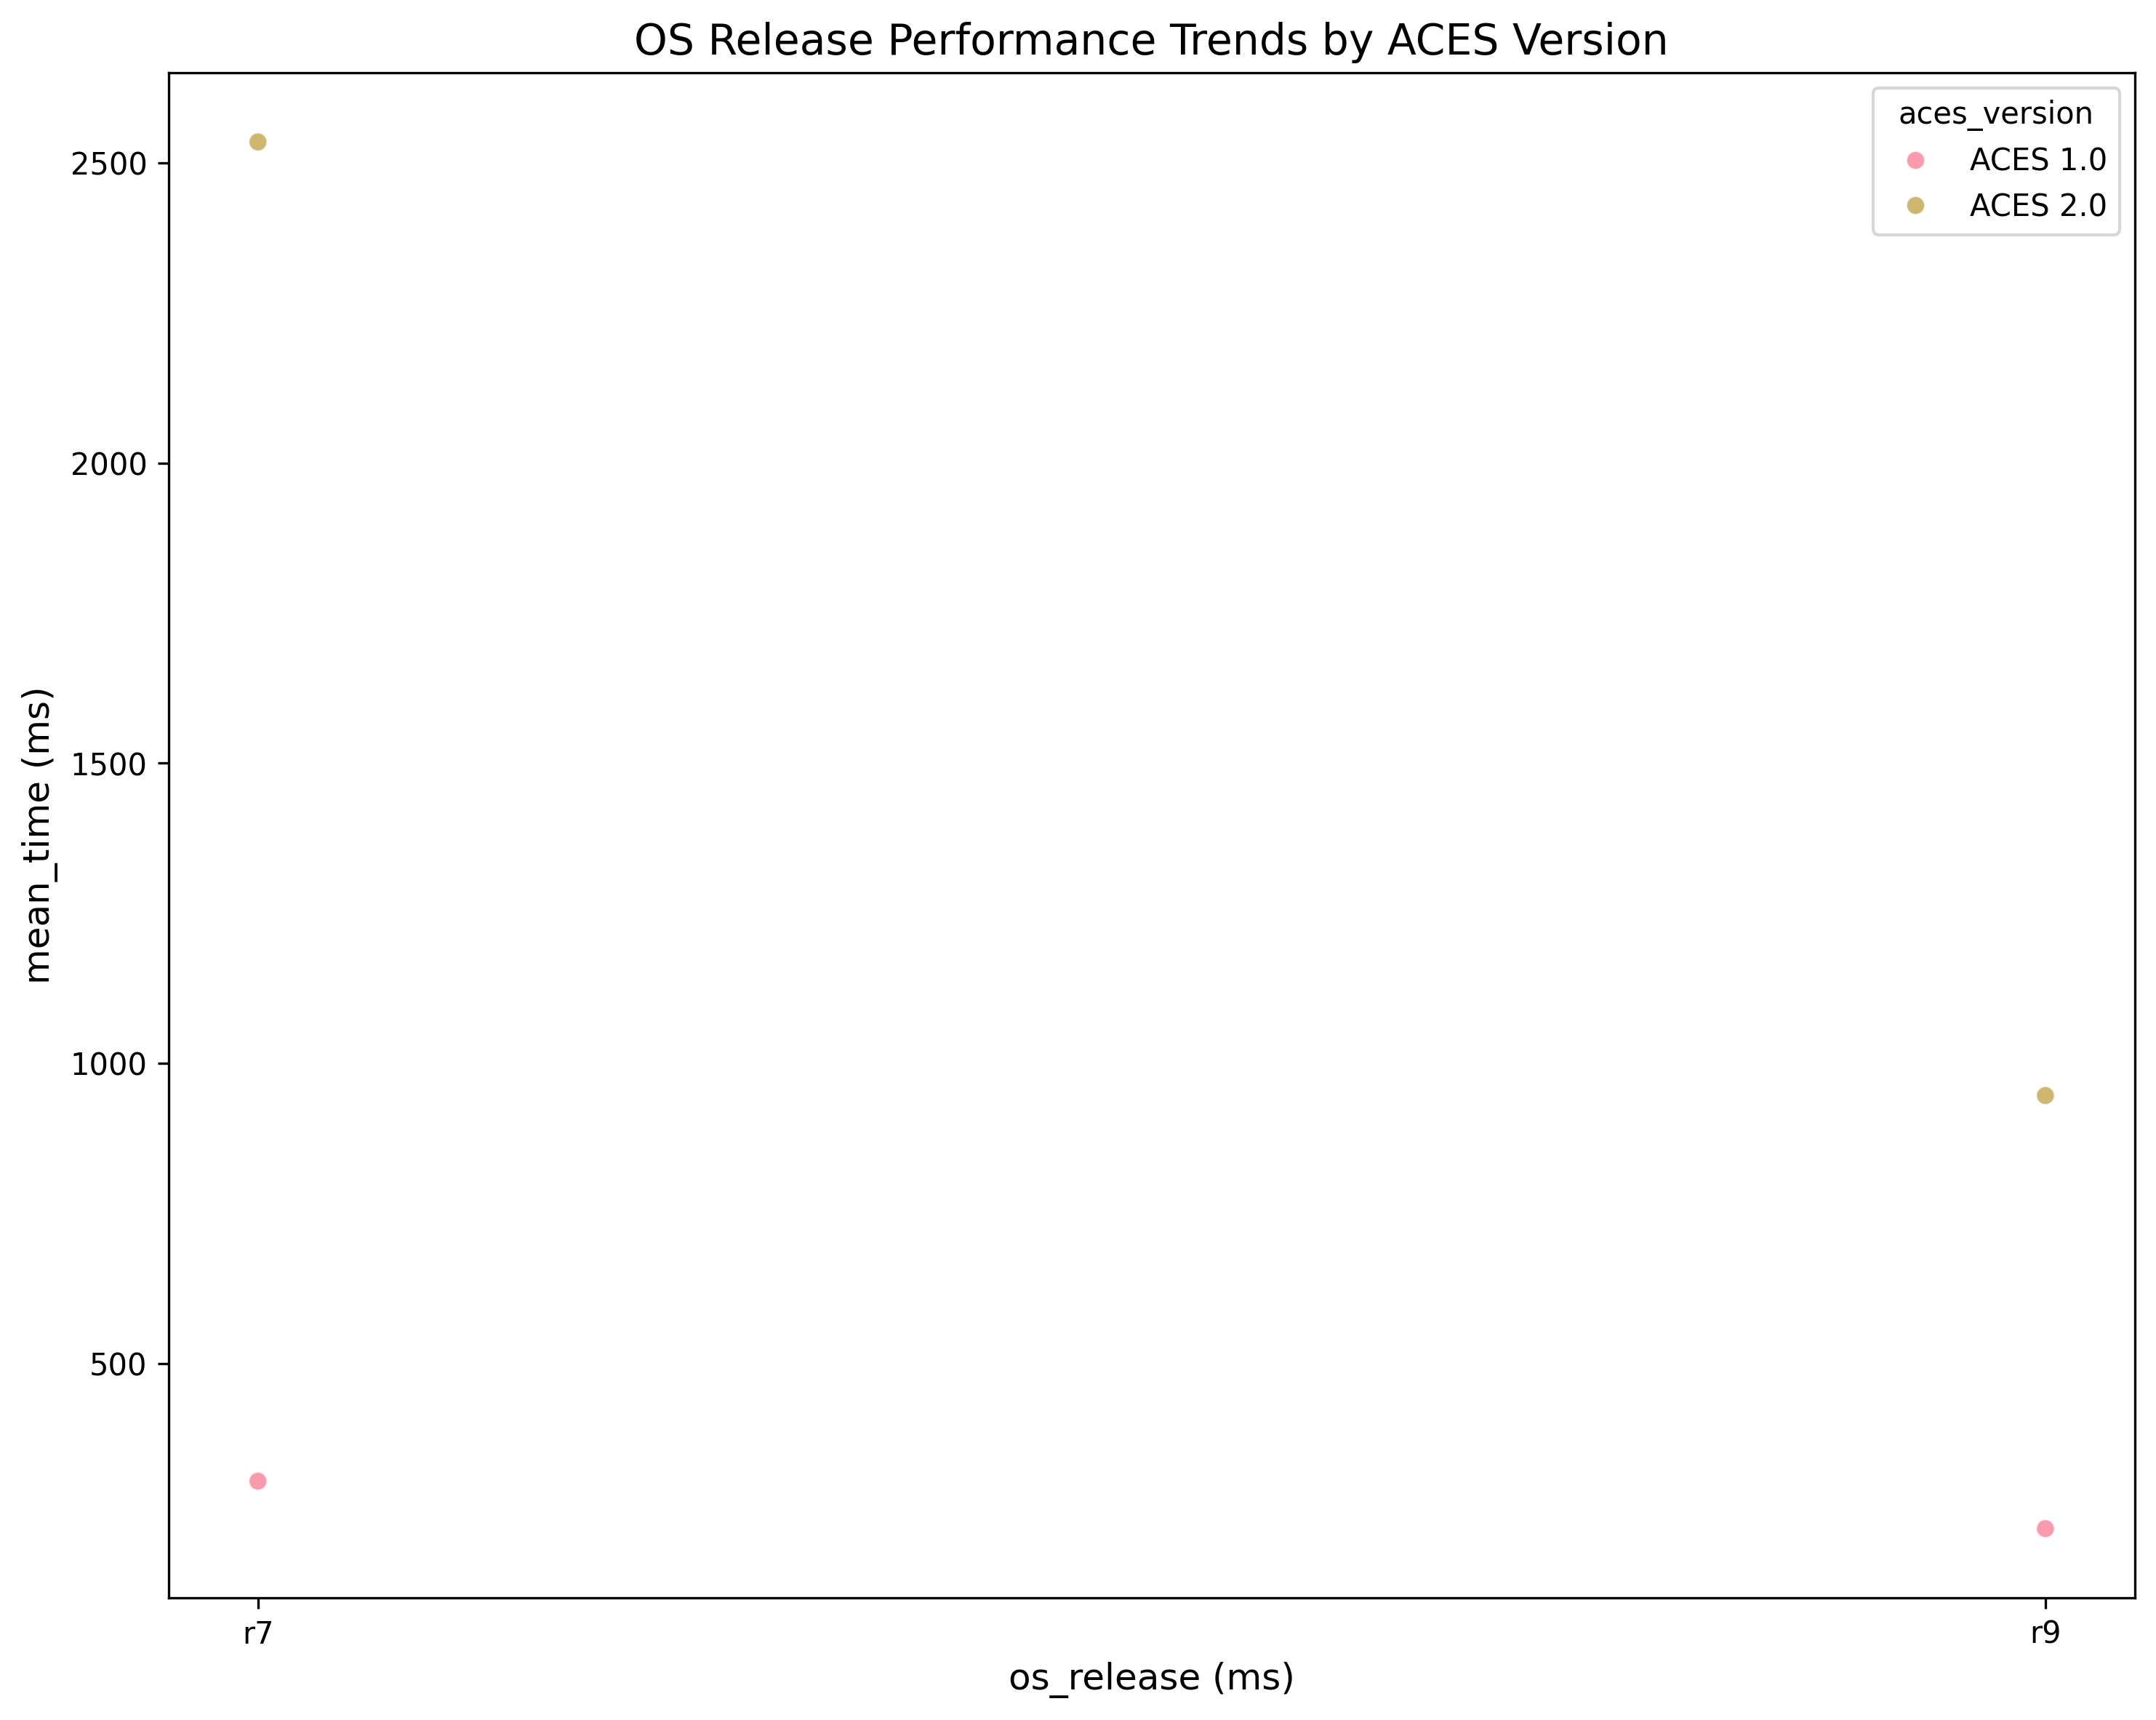 OS Release Performance Trends by ACES Version
aces_version
ACES 1.0
ACES 2.0
mean_time (ms)
2500
2000
1500
1000
500
r7
r9
os_release (ms)